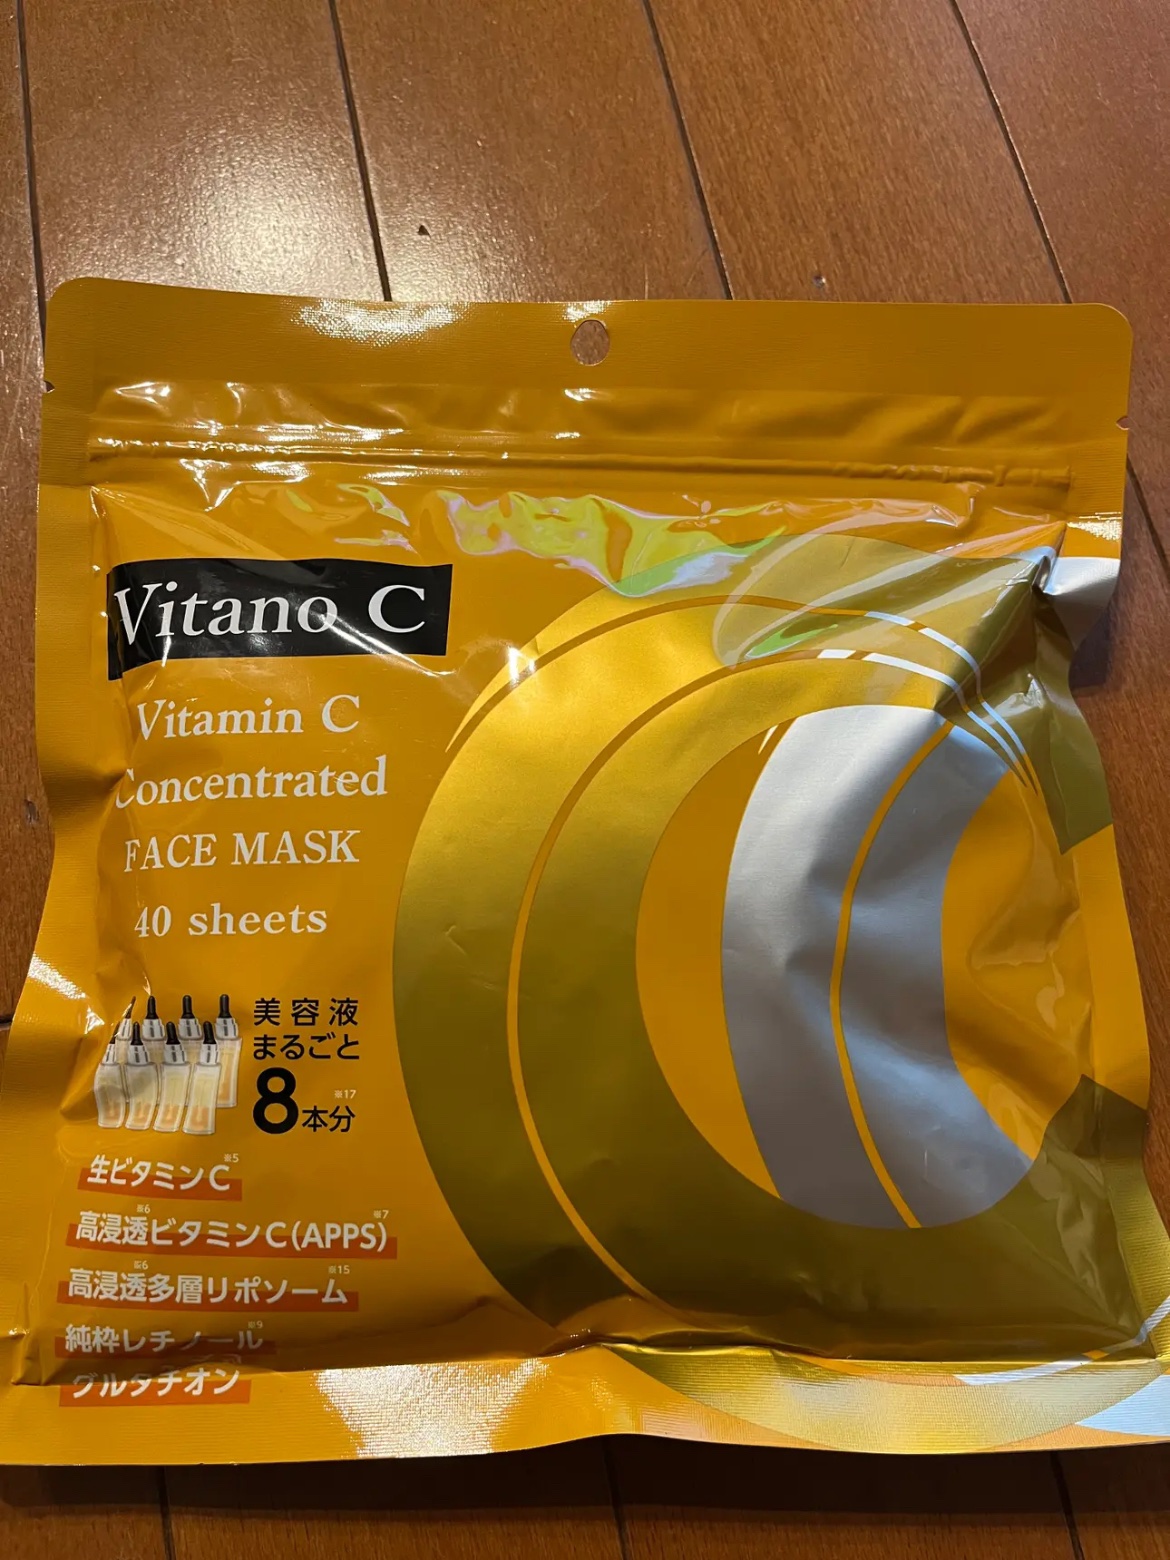 Vitano C
Vitamin C
Concentrated
FACE MASK
40 sheets
美容液
まるごと
8本分※17
生ビタミンC※5
高浸透※6ビタミンC(APPS)※7
高浸透※6多層リポソーム※15
純粋レチノール※9
グルタチオン